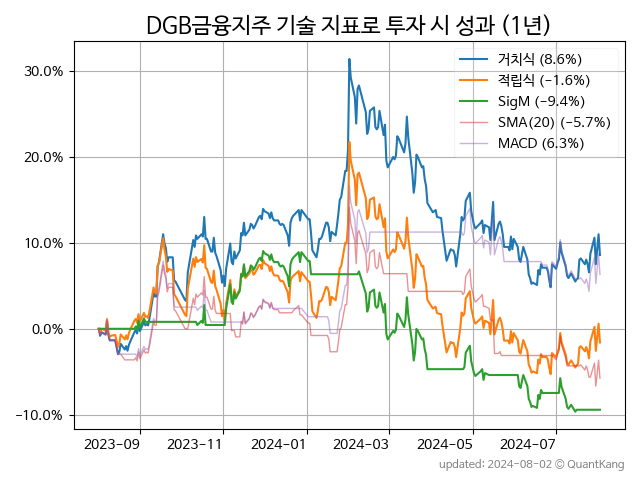 DGB금융지주 기술 지표로 투자 시 성과 (1년)
거치식 (8.6%)
적립식 (−1.6%)
SigM (−9.4%)
SMA(20) (−5.7%)
MACD (6.3%)
30.0%
20.0%
10.0%
0.0%
−10.0%
2023-09 2023-11 2024-01 2024-03 2024-05 2024-07
updated: 2024-08-02 © QuantKang